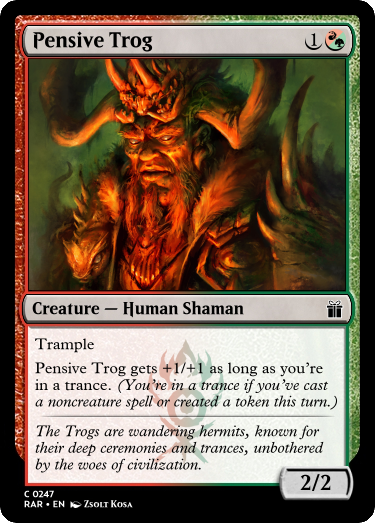 Pensive Trog 1
Creature — Human Shaman
Trample
Pensive Trog gets +1/+1 as long as you're
in a trance. (You're in a trance if you've cast
a noncreature spell or created a token this turn.)
The Trogs are wandering hermits, known for
their deep ceremonies and trances, unbothered
by the woes of civilization.
2/2
C 0247
RAR • EN Zsolt Kosa